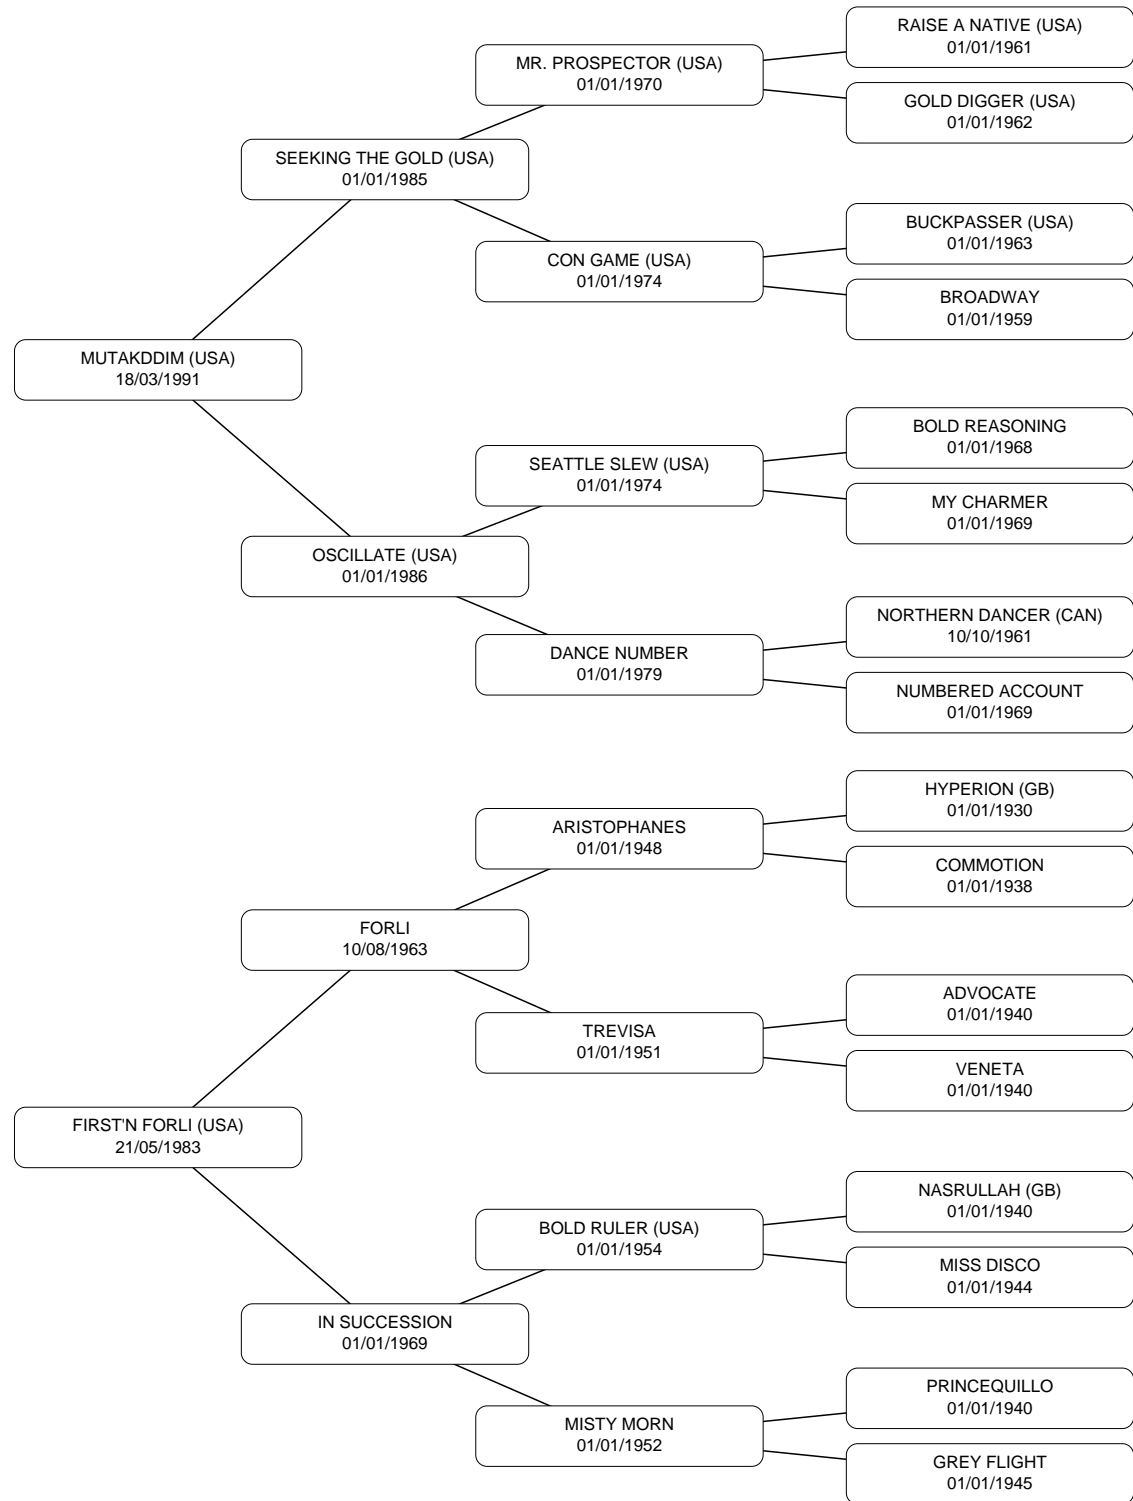 RAISE A NATIVE (USA)
01/01/1961
MR. PROSPECTOR (USA)
01/01/1970
GOLD DIGGER (USA)
01/01/1962
SEEKING THE GOLD (USA)
01/01/1985
BUCKPASSER (USA)
01/01/1963
CON GAME (USA)
01/01/1974
BROADWAY
01/01/1959
MUTAKDDIM (USA)
18/03/1991
BOLD REASONING
01/01/1968
SEATTLE SLEW (USA)
01/01/1974
MY CHARMER
01/01/1969
OSCILLATE (USA)
01/01/1986
NORTHERN DANCER (CAN)
10/10/1961
DANCE NUMBER
01/01/1979
NUMBERED ACCOUNT
01/01/1969
HYPERION (GB)
01/01/1930
ARISTOPHANES
01/01/1948
COMMOTION
01/01/1938
FORLI
10/08/1963
ADVOCATE
01/01/1940
TREVISA
01/01/1951
VENETA
01/01/1940
FIRST'N FORLI (USA)
21/05/1983
NASRULLAH (GB)
01/01/1940
BOLD RULER (USA)
01/01/1954
MISS DISCO
01/01/1944
IN SUCCESSION
01/01/1969
PRINCEQUILLO
01/01/1940
MISTY MORN
01/01/1952
GREY FLIGHT
01/01/1945